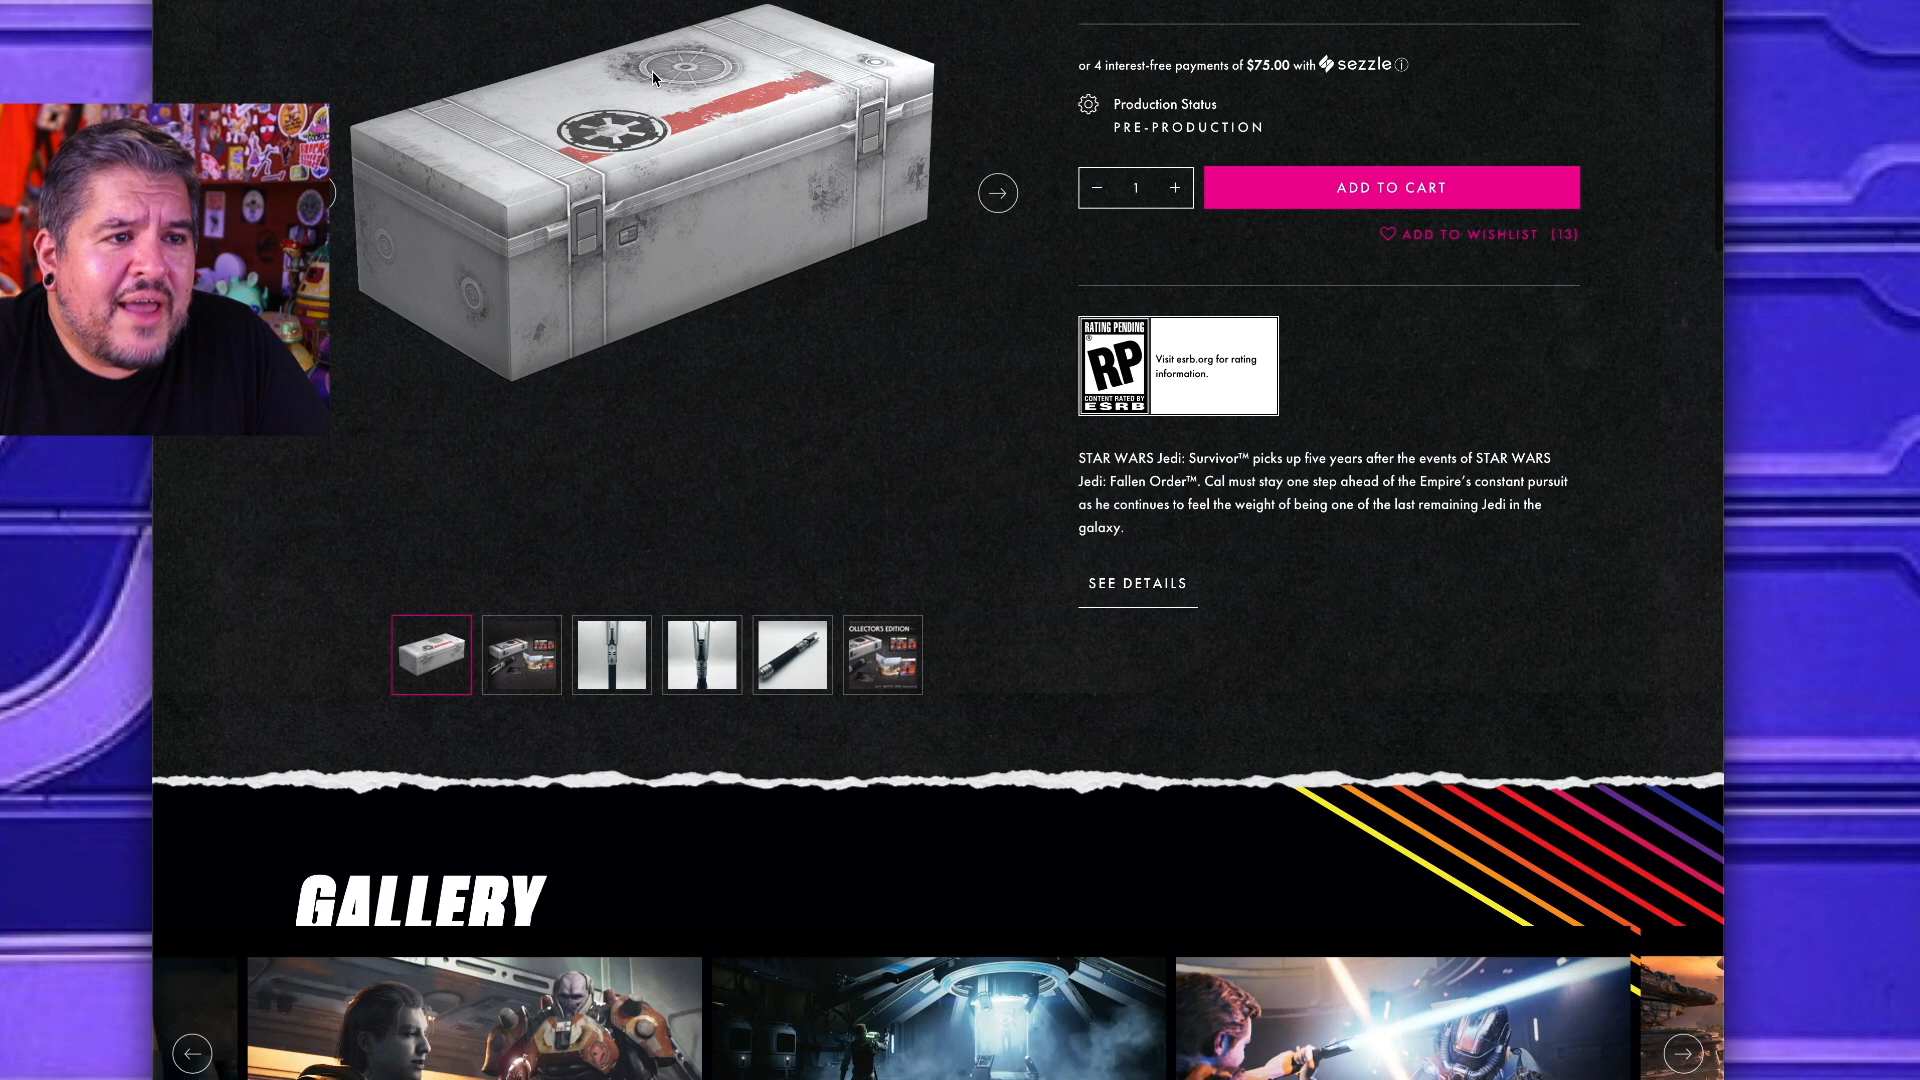 or 4 interest-free payments of $75.00 with sezzle
Production Status
PRE-PRODUCTION
1
ADD TO CART
ADD TO WISHLIST (13)
RATING PENDING
RP
CONTENT RATED BY
ESRB
Visit esrb.org for rating
information.
STAR WARS Jedi: Survivor™ picks up five years after the events of STAR WARS
Jedi: Fallen Order™. Cal must stay one step ahead of the Empire's constant pursuit
as he continues to feel the weight of being one of the last remaining Jedi in the
galaxy.
SEE DETAILS
OLLECTOR'S EDITION
GALLERY